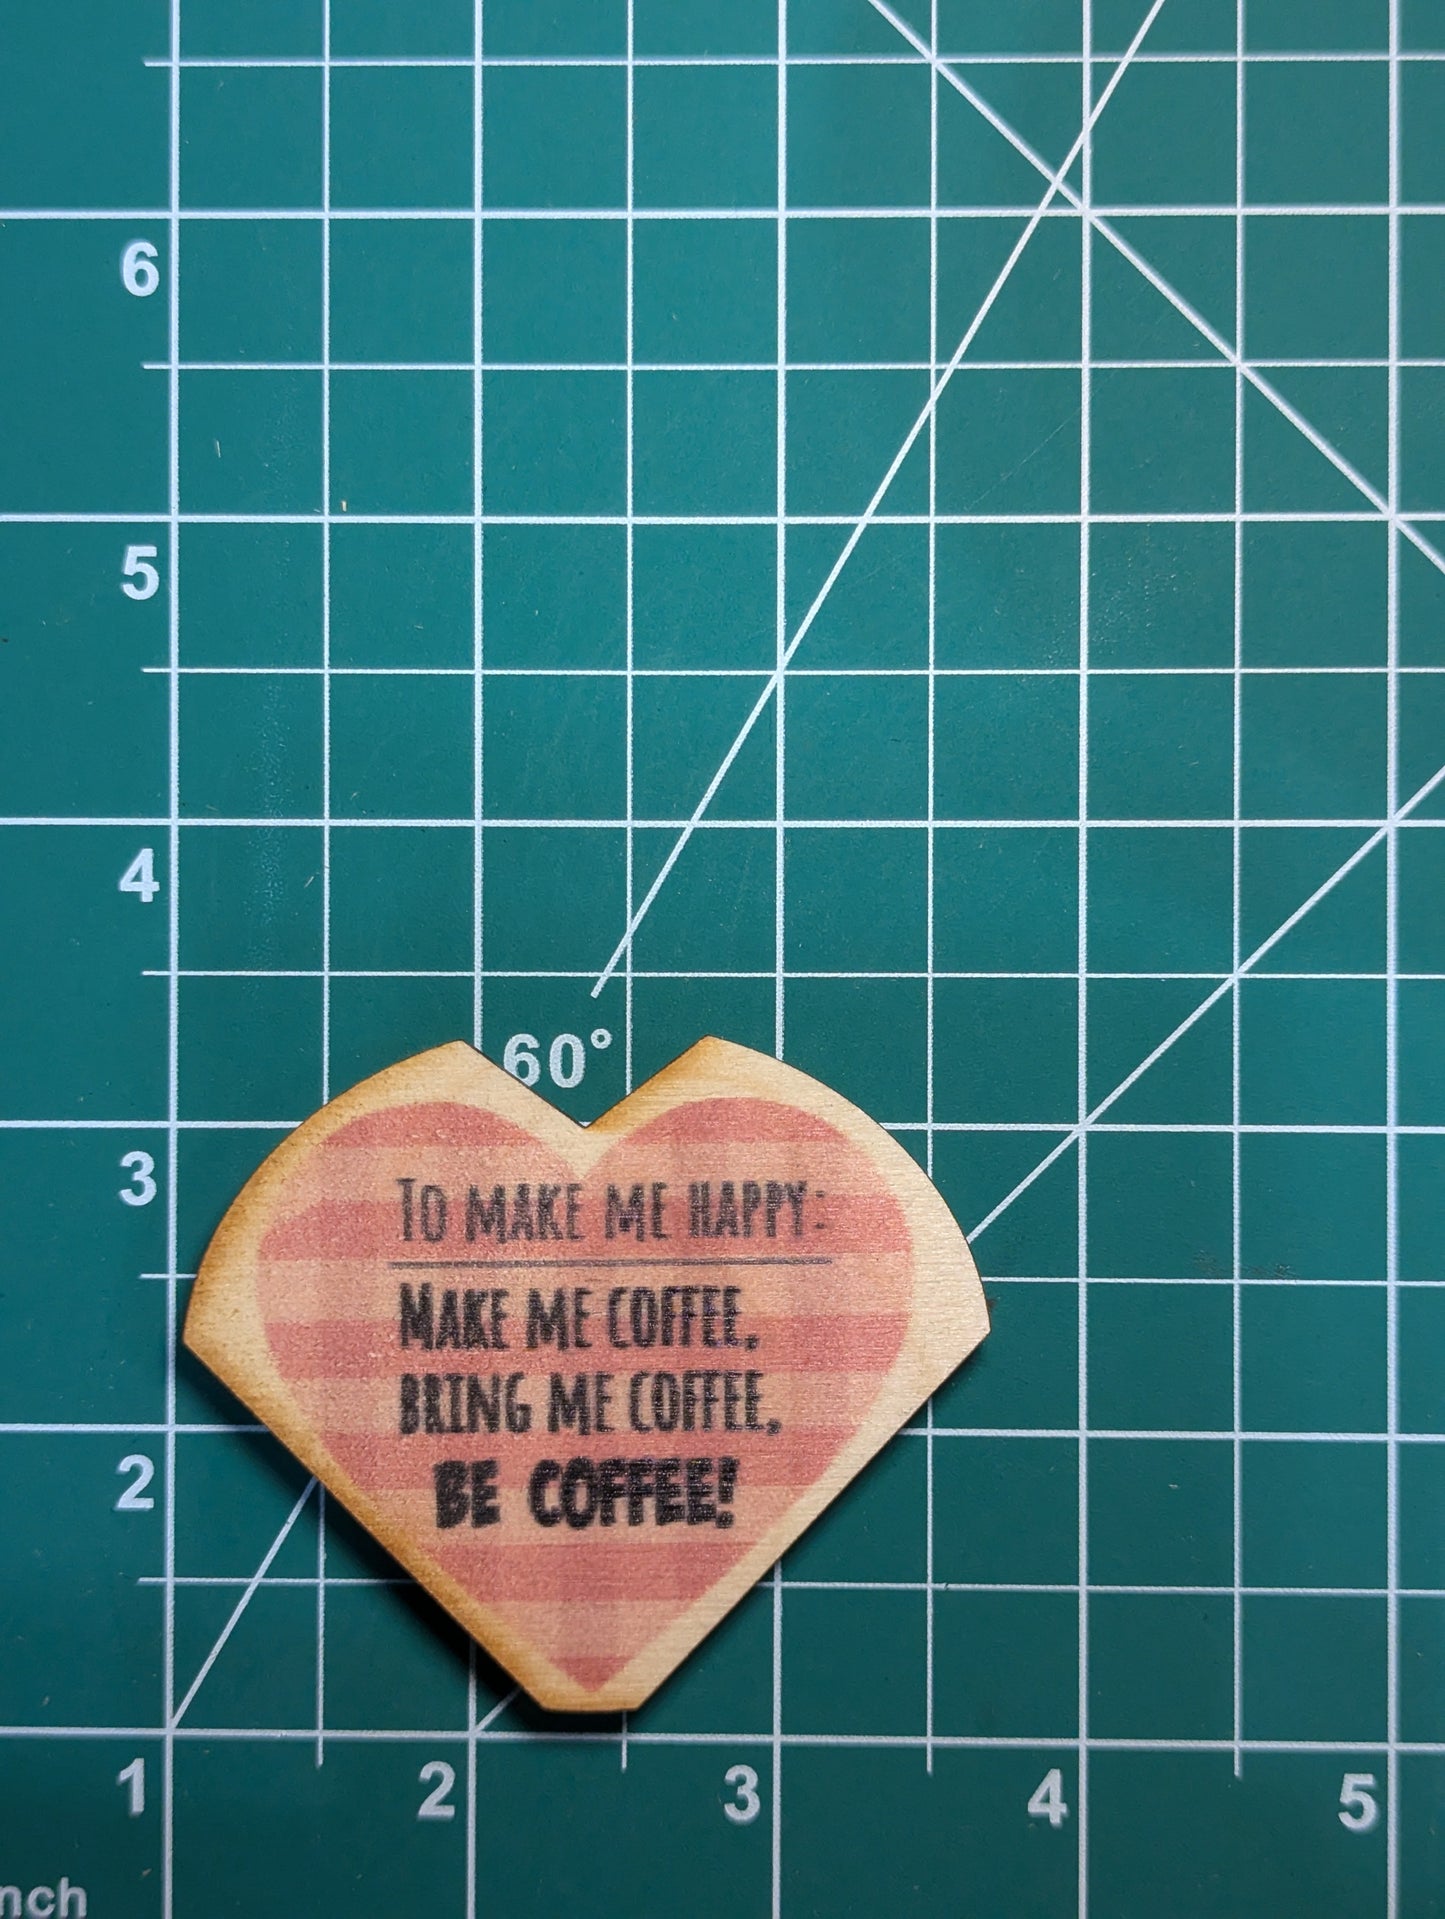 6
5
4
60°
3
TO MAKE ME HAPPY:
MAKE ME COFFEE,
BRING ME COFFEE,
BE COFFEE!
2
1 2 3 4 5
nch